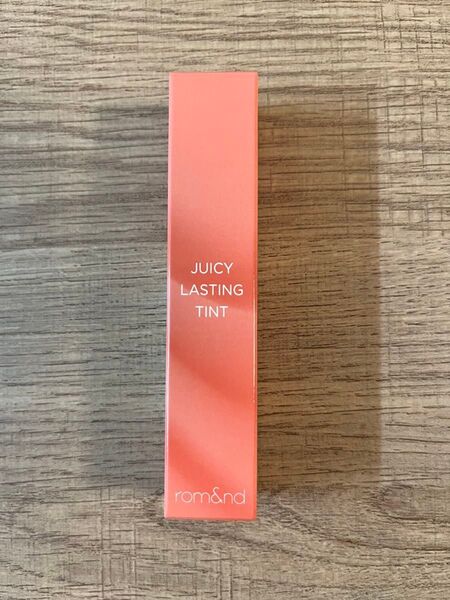 JUICY
LASTING
TINT
rom&nd